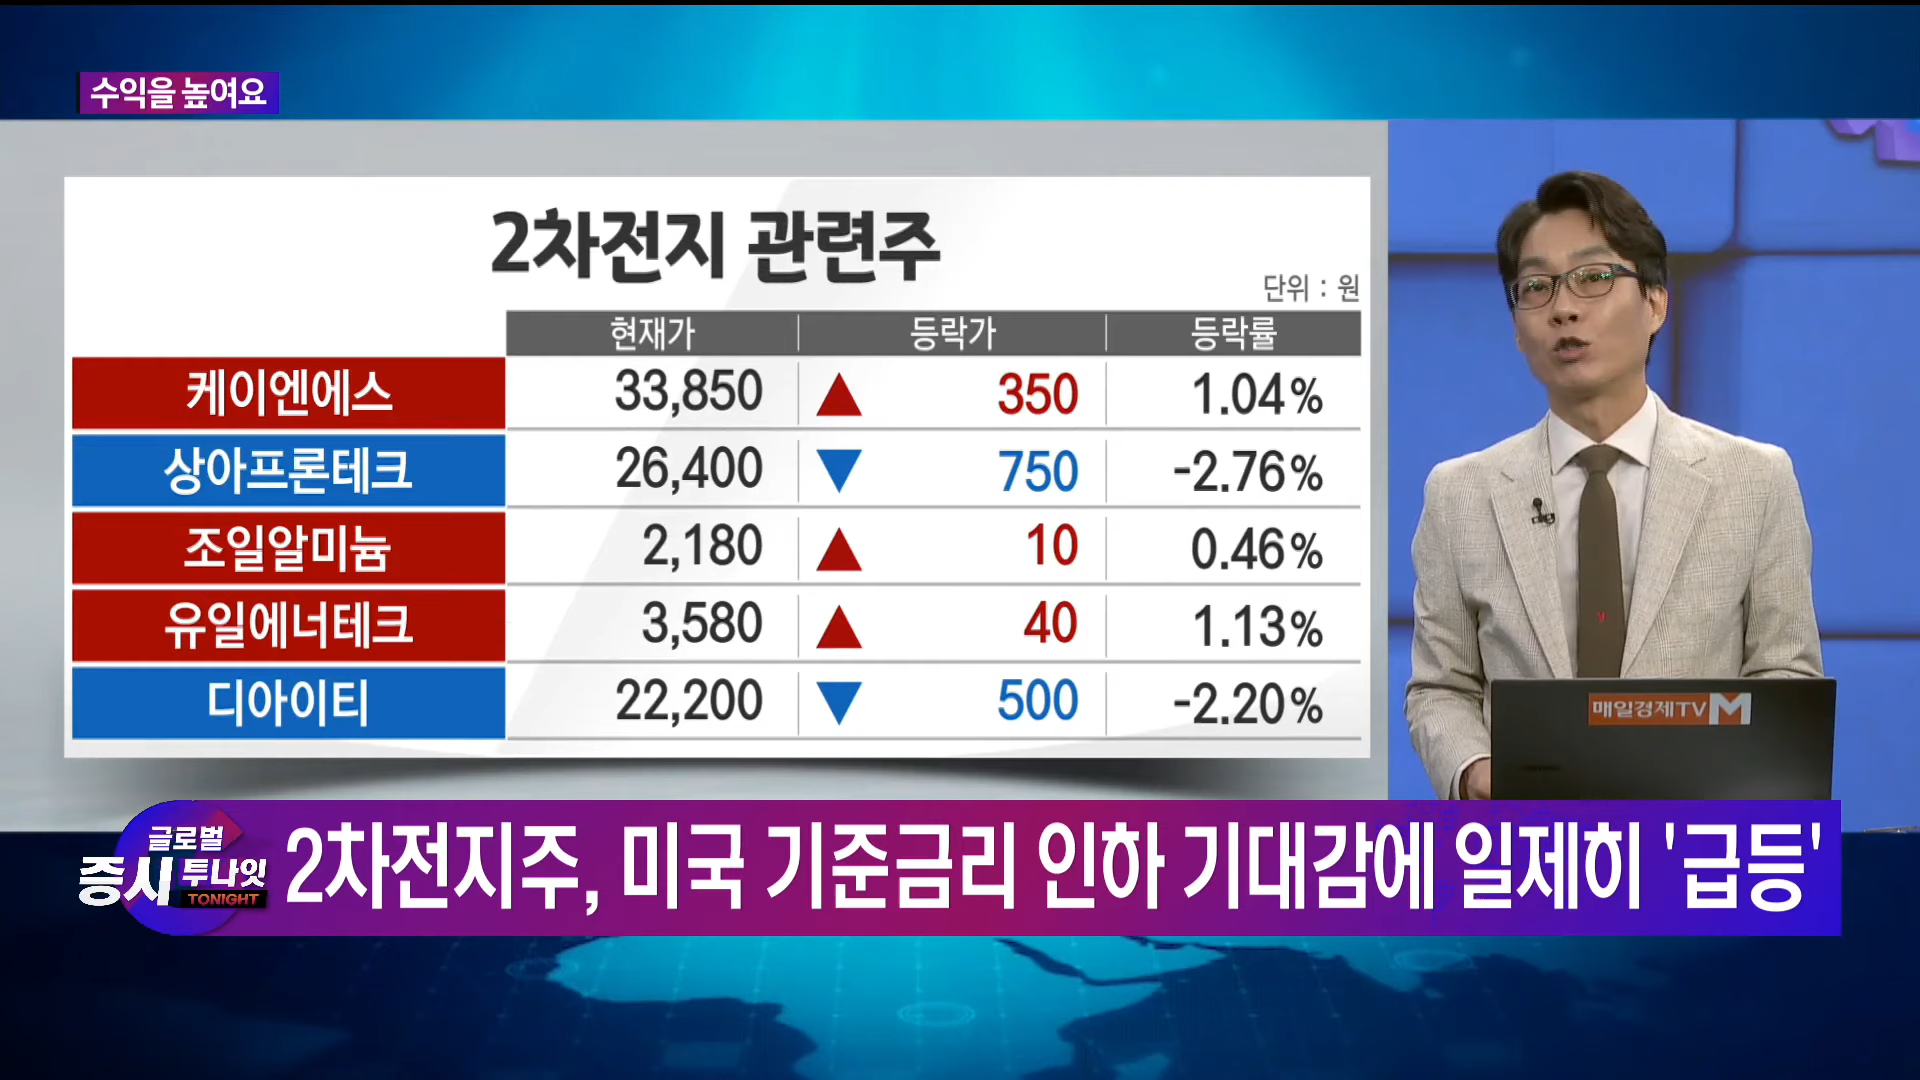 수익을 높여요
2차전지 관련주
단위 : 원
현재가 등락가 등락률
케이엔에스 33,850 ▲ 350 1.04%
상아프론테크 26,400 ▼ 750 -2.76%
조일알미늄 2,180 ▲ 10 0.46%
유일에너테크 3,580 ▲ 40 1.13%
디아이티 22,200 ▼ 500 -2.20%
매일경제TV M
글로벌
증시 투나잇
TONIGHT
2차전지주, 미국 기준금리 인하 기대감에 일제히 '급등'